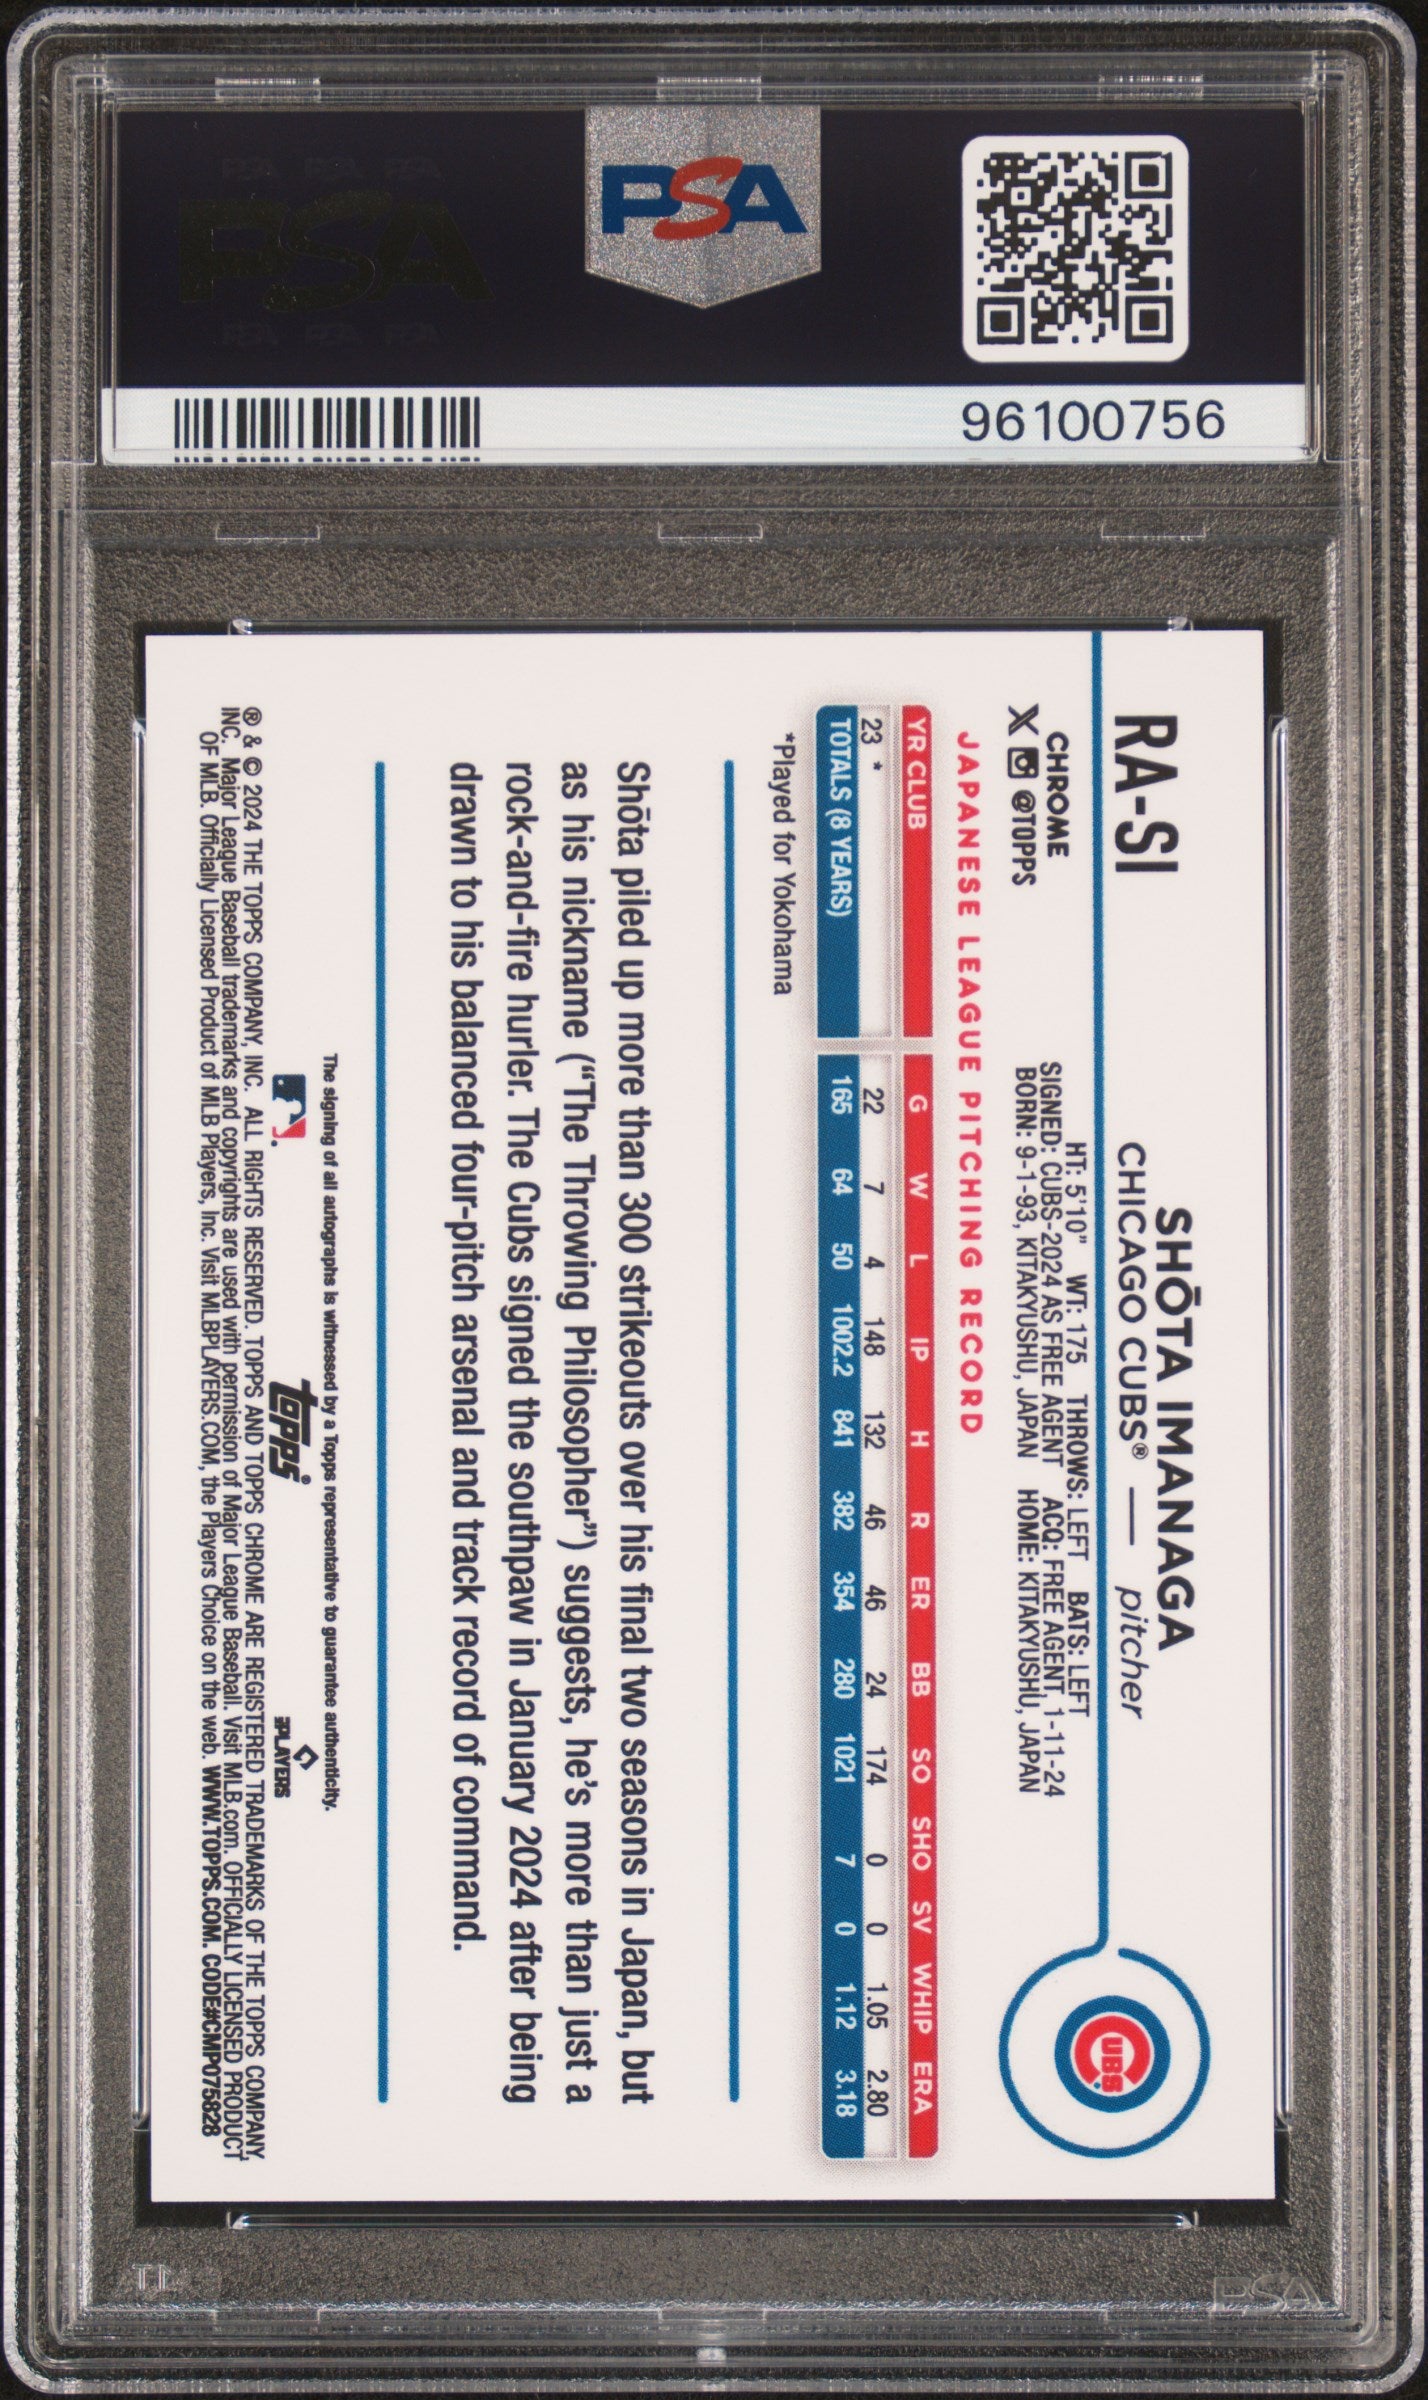 PSA PSA PSA
PSA
PSA PSA PSA
PSA
96100756
RA-SI
SHŌTA IMANAGA
CHICAGO CUBS® — pitcher
CHROME
X @TOPPS
HT: 5'10" WT: 175 THROWS: LEFT BATS: LEFT
SIGNED: CUBS-2024 AS FREE AGENT ACQ: FREE AGENT, 1-11-24
BORN: 9-1-93, KITAKYUSHU, JAPAN HOME: KITAKYUSHU, JAPAN
CUBS
JAPANESE LEAGUE PITCHING RECORD
YR CLUB G W L IP H R ER BB SO SHO SV WHIP ERA
23 * 22 7 4 148 132 46 46 24 174 0 0 1.05 2.80
TOTALS (8 YEARS) 165 64 50 1002.2 841 382 354 280 1021 7 0 1.12 3.18
*Played for Yokohama
Shōta piled up more than 300 strikeouts over his final two seasons in Japan, but
as his nickname (“The Throwing Philosopher”) suggests, he’s more than just a
rock-and-fire hurler. The Cubs signed the southpaw in January 2024 after being
drawn to his balanced four-pitch arsenal and track record of command.
The signing of all autographs is witnessed by a Topps representative to guarantee authenticity.
topps®
PLAYERS
® & © 2024 THE TOPPS COMPANY, INC. ALL RIGHTS RESERVED. TOPPS AND TOPPS CHROME ARE REGISTERED TRADEMARKS OF THE TOPPS COMPANY,
INC. Major League Baseball trademarks and copyrights are used with permission of Major League Baseball. Visit MLB.com. OFFICIALLY LICENSED PRODUCT
OF MLB. Officially Licensed Product of MLB Players, Inc. Visit MLBPLAYERS.COM, the Players Choice on the web. WWW.TOPPS.COM. CODE#CMP075828
PSA